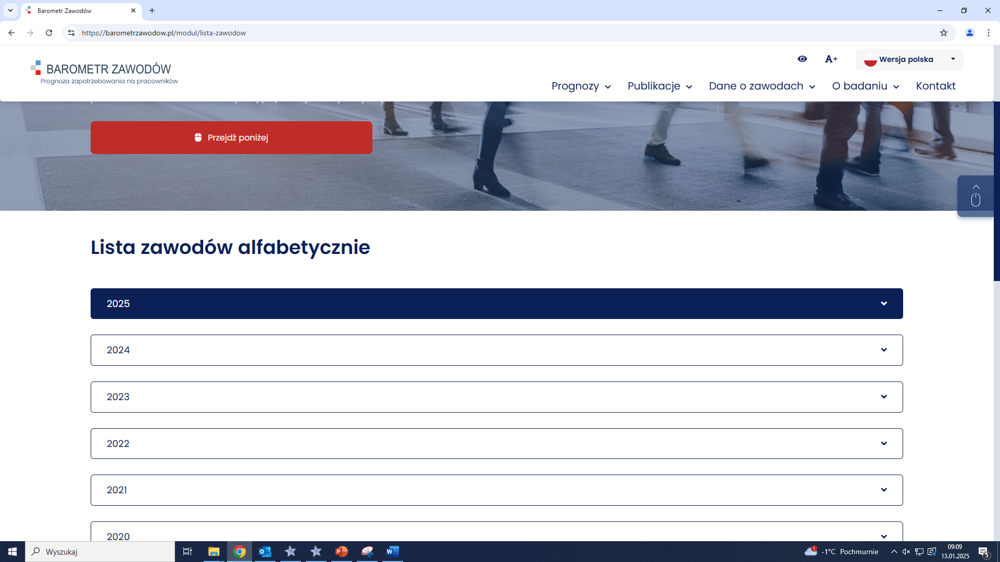 Barometr Zawodów
https://barometrzawodow.pl/modul/lista-zawodow
A+
Wersja polska
BAROMETR ZAWODÓW
Prognoza zapotrzebowania na pracowników
Prognozy
Publikacje
Dane o zawodach
O badaniu
Kontakt
Przejdź poniżej
Lista zawodów alfabetycznie
2025
2024
2023
2022
2021
2020
Wyszukaj
1
-1°C Pochmurnie
09:09
13.01.2025
5